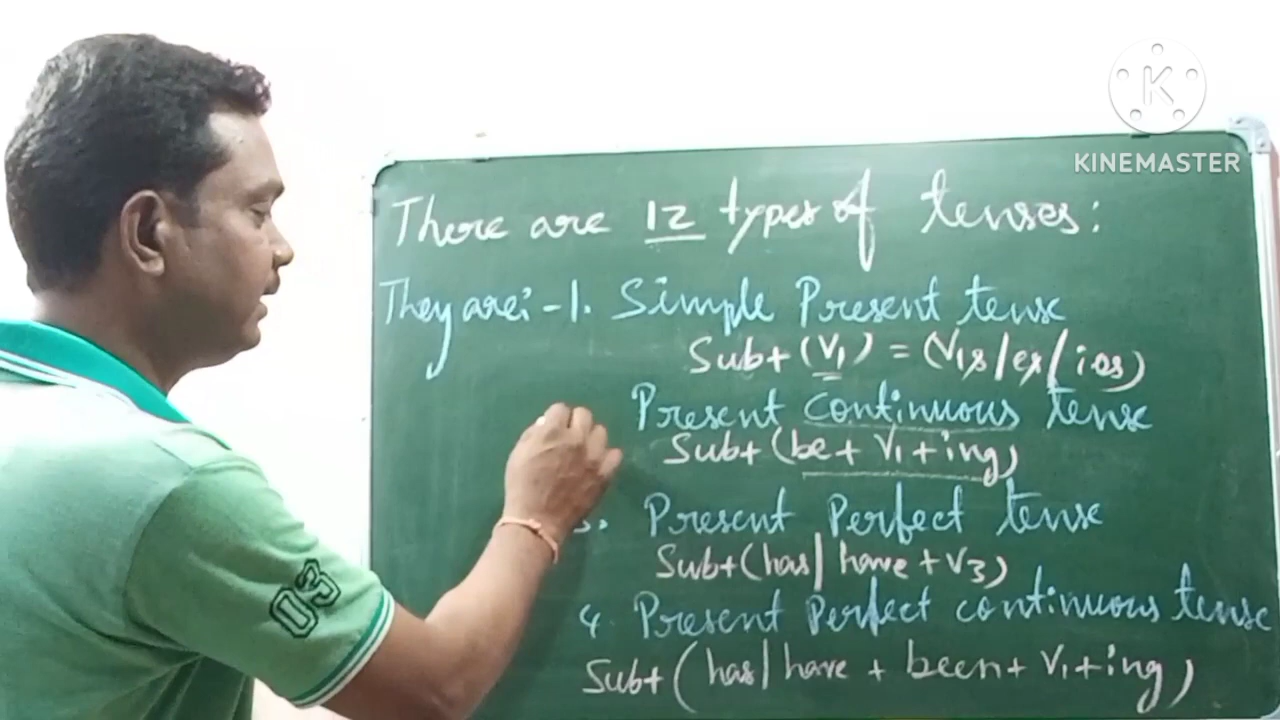 K
KINEMASTER
There are 12 types of tenses:
They are:- 1. Simple Present tense
Sub+(V1) = (V1s/es/ies)
Present continuous tense
Sub+(be+V1+ing)
3. Present Perfect tense
Sub+(has/have+V3)
4. Present Perfect continuous tense
Sub+(has/have + been + V1+ing)
03